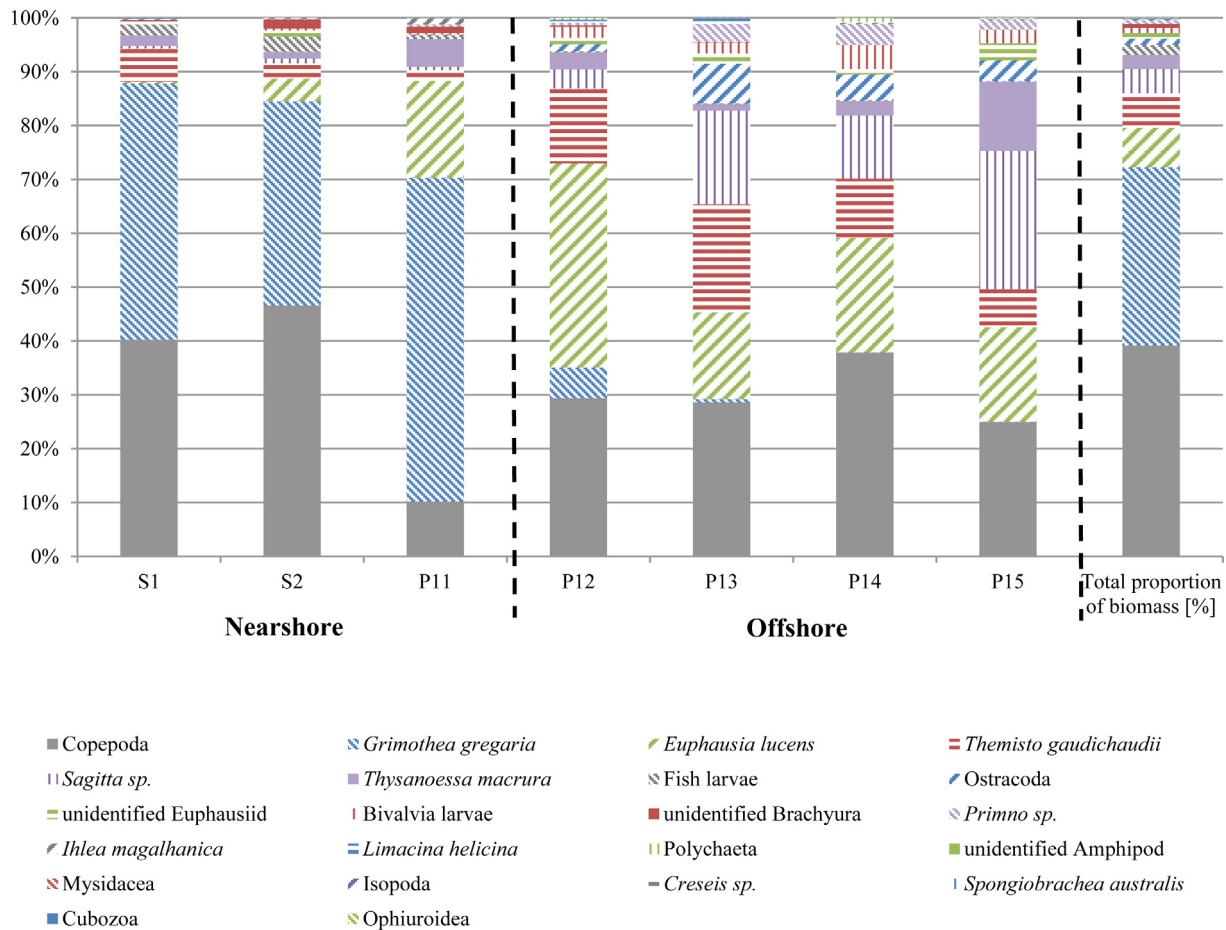 100%
90%
80%
70%
60%
50%
40%
30%
20%
10%
0%
S1 S2 P11 P12 P13 P14 P15 Total proportion
of biomass [%]
Nearshore Offshore
Copepoda Grimothea gregaria Euphausia lucens Themisto gaudichaudii
Sagitta sp. Thysanoessa macrura Fish larvae Ostracoda
unidentified Euphausiid Bivalvia larvae unidentified Brachyura Primno sp.
Ihlea magalhanica Limacina helicina Polychaeta unidentified Amphipod
Mysidacea Isopoda Creseis sp. Spongiobrachea australis
Cubozoa Ophiuroidea